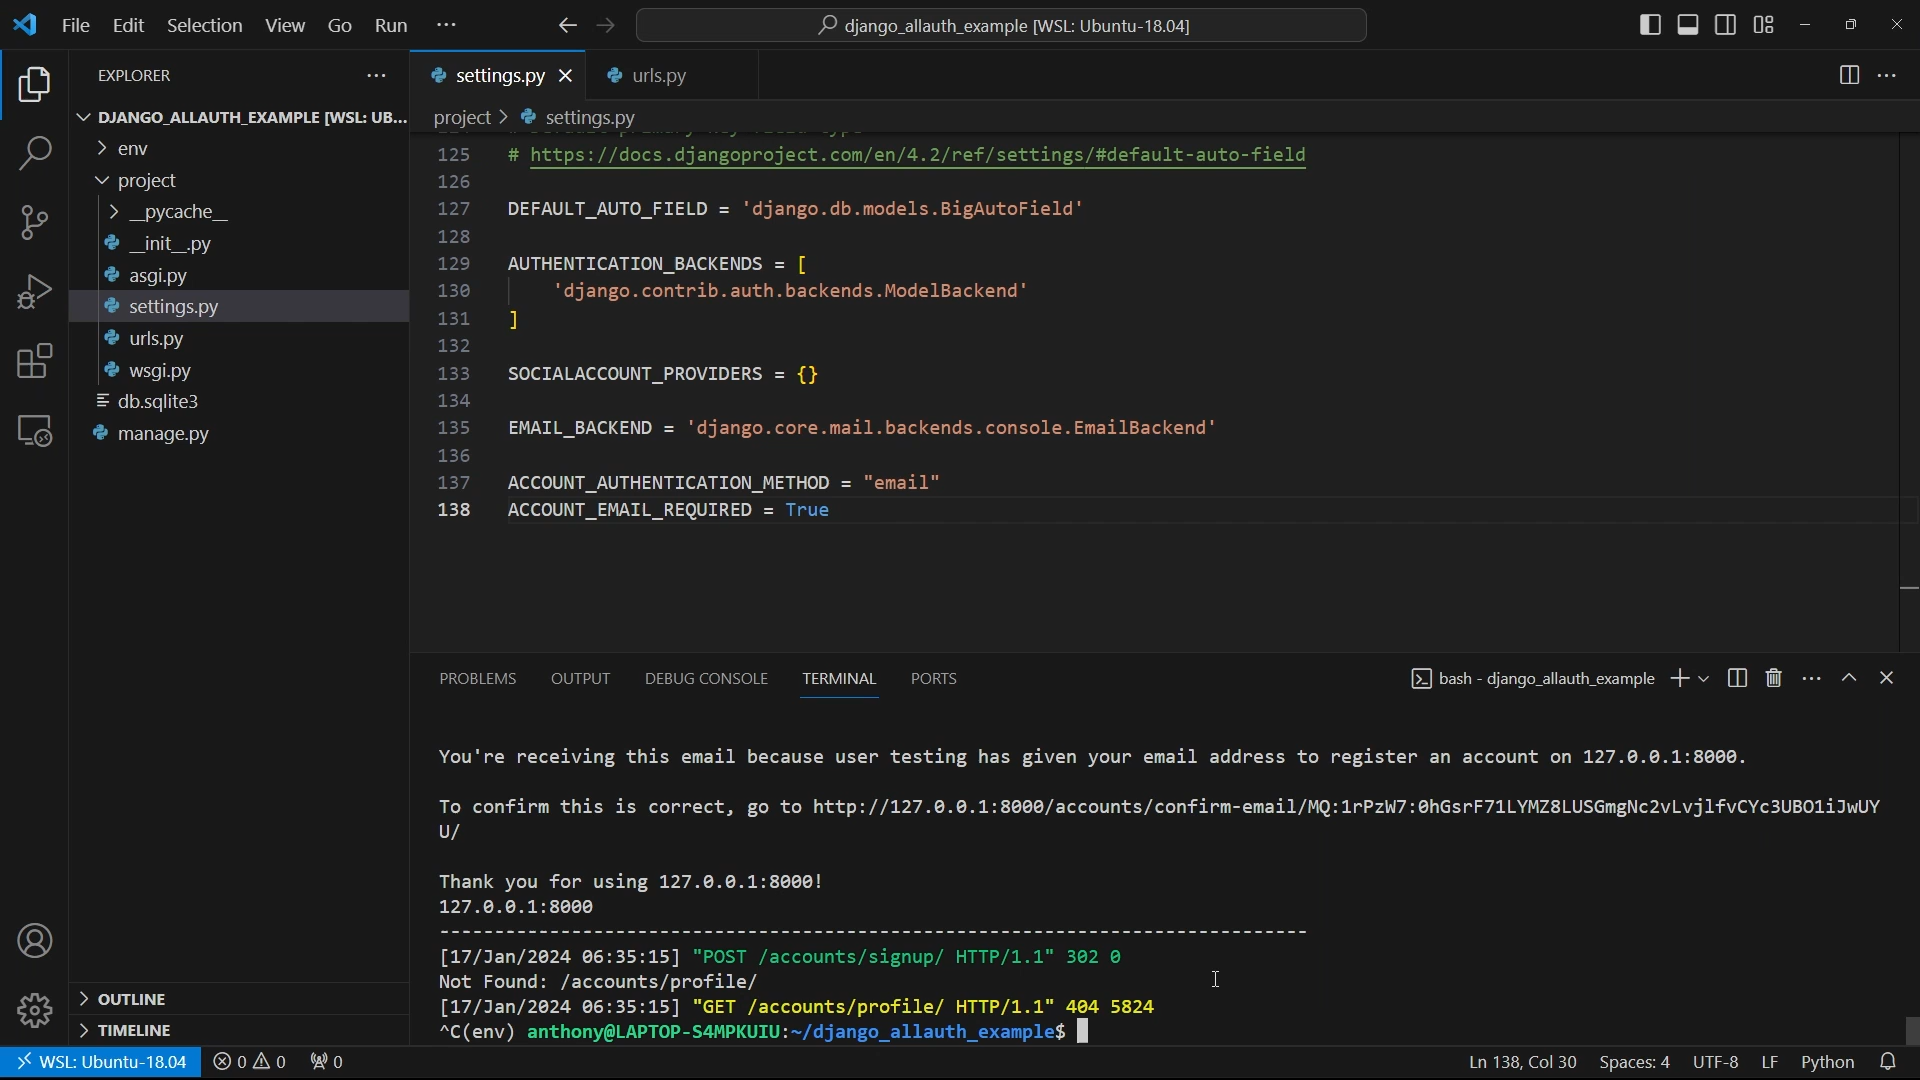 File Edit Selection View Go Run ···
django_allauth_example [WSL: Ubuntu-18.04]
EXPLORER
DJANGO_ALLAUTH_EXAMPLE [WSL: UB...
env
project
__pycache__
__init__.py
asgi.py
settings.py
urls.py
wsgi.py
db.sqlite3
manage.py
OUTLINE
TIMELINE
settings.py urls.py
project > settings.py
125 # https://docs.djangoproject.com/en/4.2/ref/settings/#default-auto-field
126
127 DEFAULT_AUTO_FIELD = 'django.db.models.BigAutoField'
128
129 AUTHENTICATION_BACKENDS = [
130 'django.contrib.auth.backends.ModelBackend'
131 ]
132
133 SOCIALACCOUNT_PROVIDERS = {}
134
135 EMAIL_BACKEND = 'django.core.mail.backends.console.EmailBackend'
136
137 ACCOUNT_AUTHENTICATION_METHOD = "email"
138 ACCOUNT_EMAIL_REQUIRED = True
PROBLEMS OUTPUT DEBUG CONSOLE TERMINAL PORTS
bash - django_allauth_example
You're receiving this email because user testing has given your email address to register an account on 127.0.0.1:8000.
To confirm this is correct, go to http://127.0.0.1:8000/accounts/confirm-email/MQ:1rPzW7:0hGsrF71LYMZ8LUSGmgNc2vLvjlfvCYc3UBO1iJwUY
U/
Thank you for using 127.0.0.1:8000!
127.0.0.1:8000
-------------------------------------------------------------------------------
[17/Jan/2024 06:35:15] "POST /accounts/signup/ HTTP/1.1" 302 0
Not Found: /accounts/profile/
[17/Jan/2024 06:35:15] "GET /accounts/profile/ HTTP/1.1" 404 5824
^C(env) anthony@LAPTOP-S4MPKUIU:~/django_allauth_example$
WSL: Ubuntu-18.04 0 0 0
Ln 138, Col 30 Spaces: 4 UTF-8 LF Python